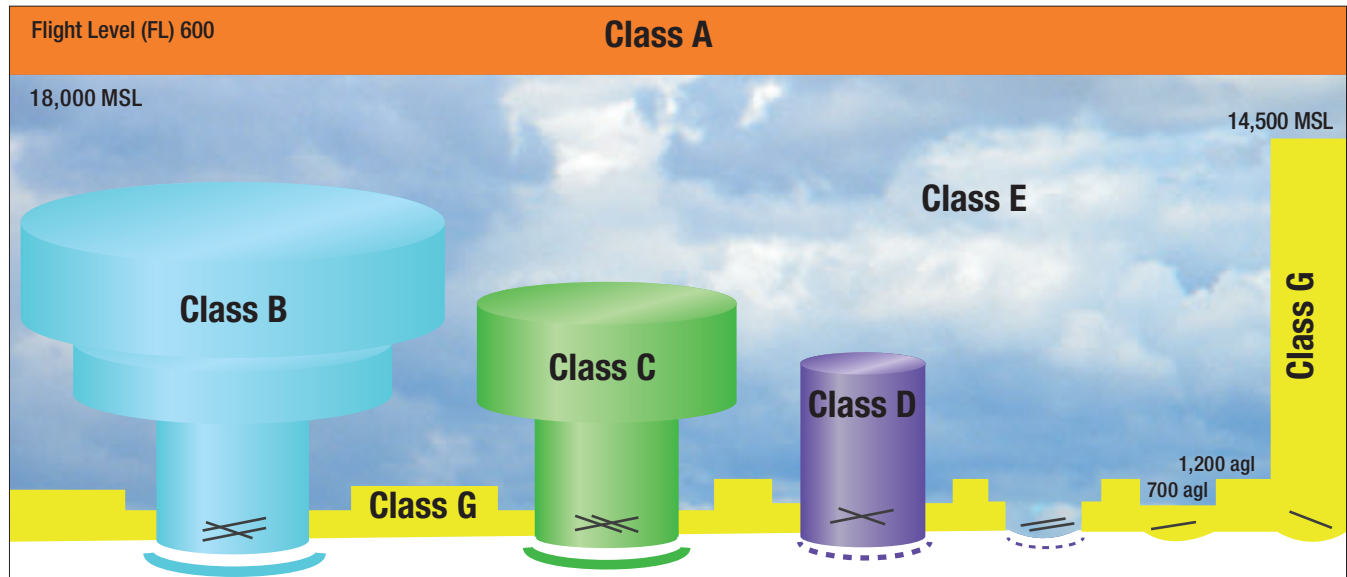 Flight Level (FL) 600
Class A
18,000 MSL
14,500 MSL
Class E
Class B
Class G
Class C
Class D
1,200 agl
700 agl
Class G